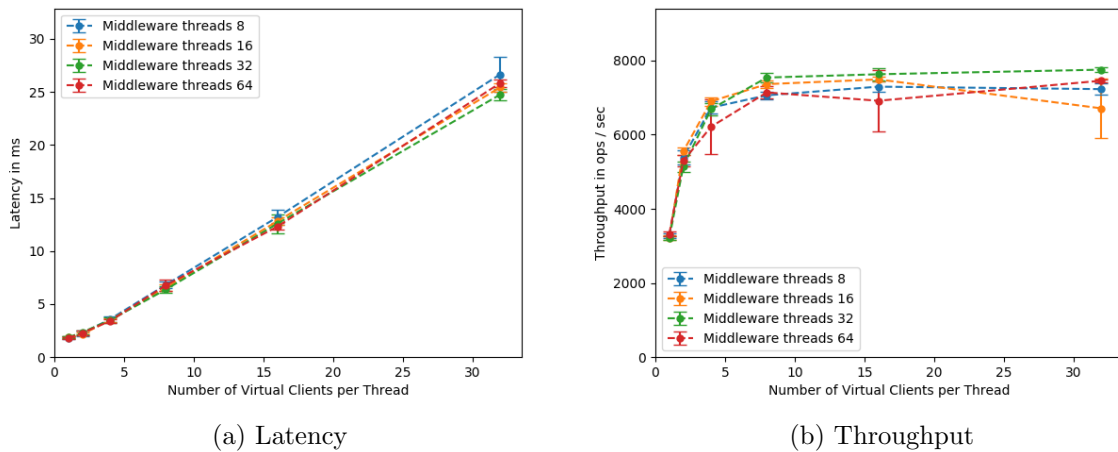 30
25
20
15
10
5
0
Latency in ms
Middleware threads 8
Middleware threads 16
Middleware threads 32
Middleware threads 64
0 5 10 15 20 25 30
Number of Virtual Clients per Thread
(a) Latency
8000
6000
4000
2000
0
Throughput in ops / sec
Middleware threads 8
Middleware threads 16
Middleware threads 32
Middleware threads 64
0 5 10 15 20 25 30
Number of Virtual Clients per Thread
(b) Throughput